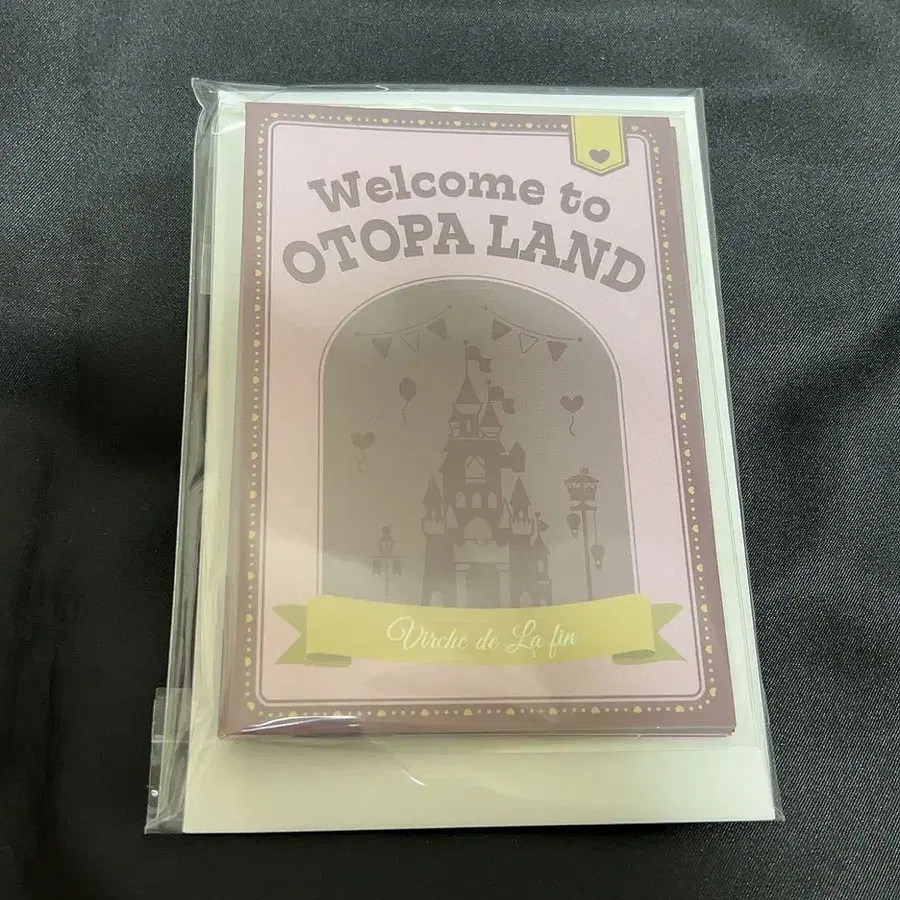 Welcome to
OTOPA LAND
Virche de La fin